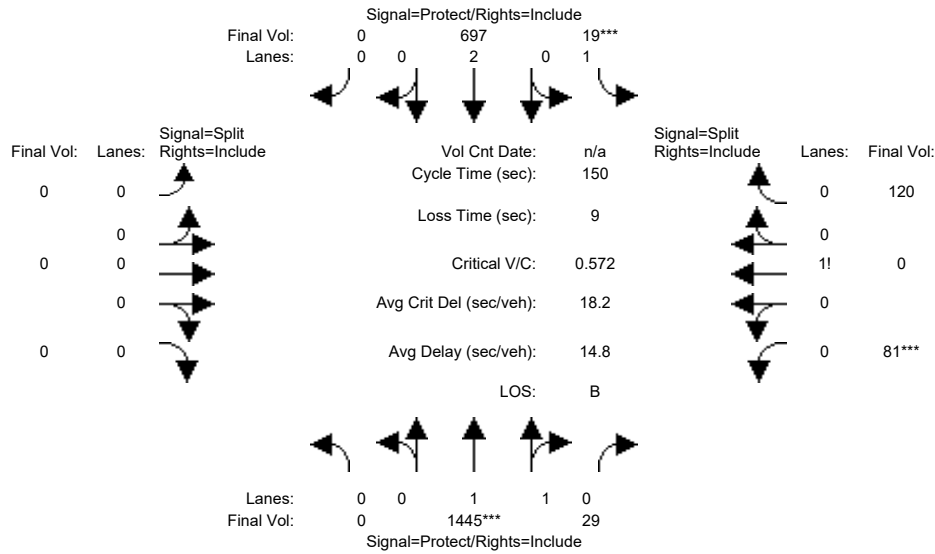 Signal=Protect/Rights=Include
Final Vol: 0 697 19***
Lanes: 0 0 2 0 1
Signal=Split
Final Vol: Lanes: Rights=Include
Vol Cnt Date: n/a
Signal=Split
Rights=Include Lanes: Final Vol:
Cycle Time (sec): 150
0 0
0 120
Loss Time (sec): 9
0
0
0 0
Critical V/C: 0.572
1! 0
0
Avg Crit Del (sec/veh): 18.2
0
0 0
Avg Delay (sec/veh): 14.8
0 81***
LOS: B
Lanes: 0 0 1 1 0
Final Vol: 0 1445*** 29
Signal=Protect/Rights=Include